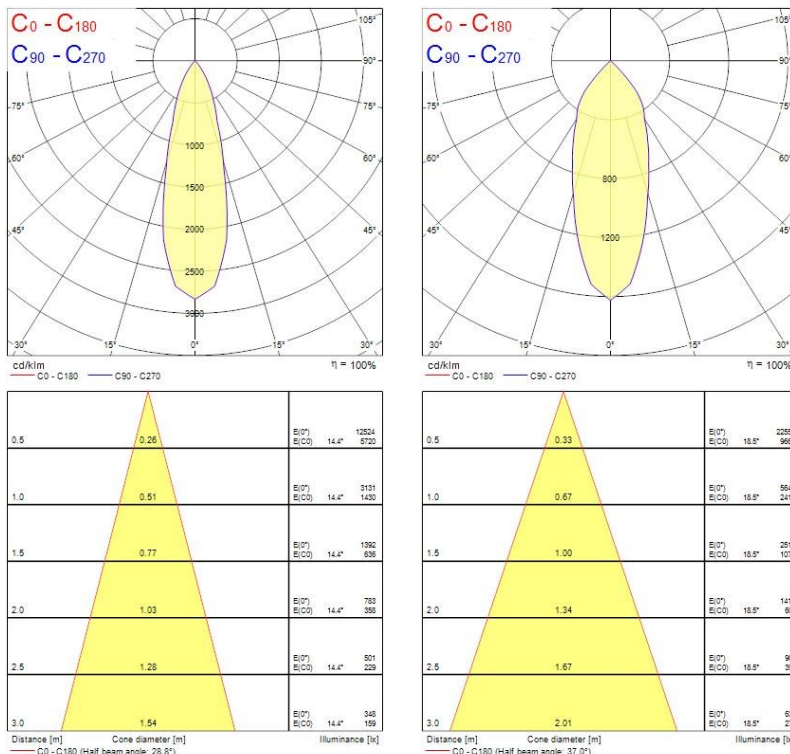 C0 - C180
C90 - C270
105°
90°
75°
75°
60°
60°
45°
45°
1000
1500
2000
2500
3000
30°
15°
0°
15°
30°
cd/klm
η = 100%
C0 - C180 C90 - C270
C0 - C180
C90 - C270
105°
90°
75°
75°
60°
60°
45°
45°
800
1200
30°
15°
0°
15°
30°
cd/klm
η = 100%
C0 - C180 C90 - C270
0.5 0.26 E(0°) 12524
E(C0) 14.4° 5720
1.0 0.51 E(0°) 3131
E(C0) 14.4° 1430
1.5 0.77 E(0°) 1392
E(C0) 14.4° 636
2.0 1.03 E(0°) 783
E(C0) 14.4° 358
2.5 1.28 E(0°) 501
E(C0) 14.4° 229
3.0 1.54 E(0°) 348
E(C0) 14.4° 159
Distance [m] Cone diameter [m] Illuminance [lx]
C0 - C180 (Half beam angle: 28.8°)
0.5 0.33 E(0°)
E(C0) 18.5°
1.0 0.67 E(0°)
E(C0) 18.5°
1.5 1.00 E(0°)
E(C0) 18.5°
2.0 1.34 E(0°)
E(C0) 18.5°
2.5 1.67 E(0°)
E(C0) 18.5°
3.0 2.01 E(0°)
E(C0) 18.5°
Distance [m] Cone diameter [m] Illuminance
C0 - C180 (Half beam angle: 37.0°)